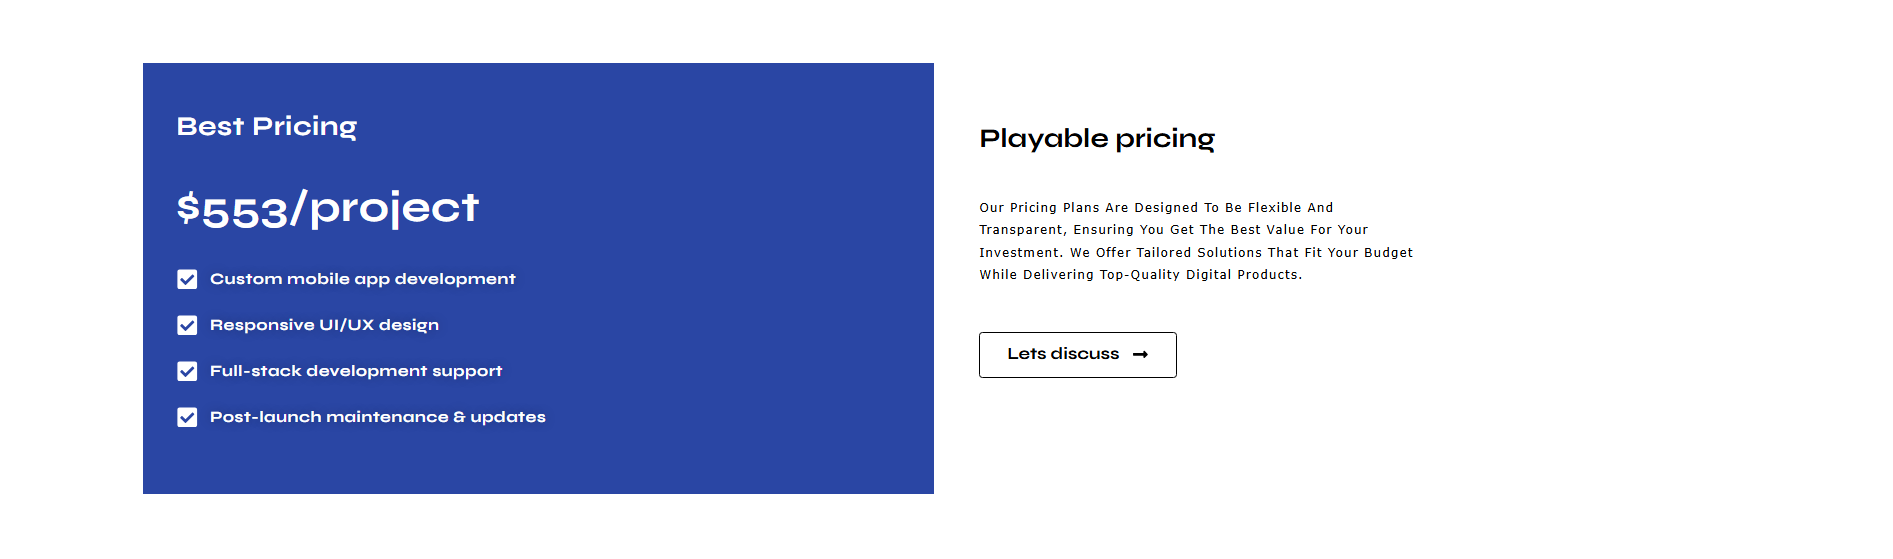 Best Pricing
$553/project
Custom mobile app development
Responsive UI/UX design
Full-stack development support
Post-launch maintenance & updates
Playable pricing
Our Pricing Plans Are Designed To Be Flexible And
Transparent, Ensuring You Get The Best Value For Your
Investment. We Offer Tailored Solutions That Fit Your Budget
While Delivering Top-Quality Digital Products.
Lets discuss